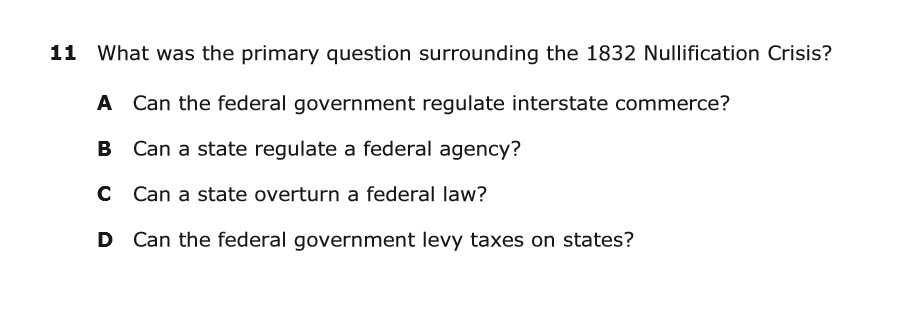 11 What was the primary question surrounding the 1832 Nullification Crisis?
A Can the federal government regulate interstate commerce?
B Can a state regulate a federal agency?
C Can a state overturn a federal law?
D Can the federal government levy taxes on states?